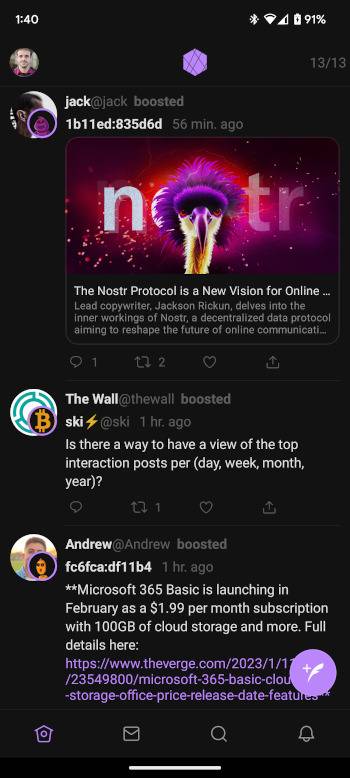 1:40
91%
13/13
jack@jack boosted
1b11ed:835d6d 56 min. ago
nostr
The Nostr Protocol is a New Vision for Online ...
Lead copywriter, Jackson Rickun, delves into the
inner workings of Nostr, a decentralized data protocol
aiming to reshape the future of online communicati...
1 2
The Wall@thewall boosted
ski⚡@ski 1 hr. ago
Is there a way to have a view of the top
interaction posts per (day, week, month,
year)?
1
Andrew@Andrew boosted
fc6fca:df11b4 1 hr. ago
**Microsoft 365 Basic is launching in
February as a $1.99 per month subscription
with 100GB of cloud storage and more. Full
details here:
https://www.theverge.com/2023/1/11
/23549800/microsoft-365-basic-clou
-storage-office-price-release-date-features**